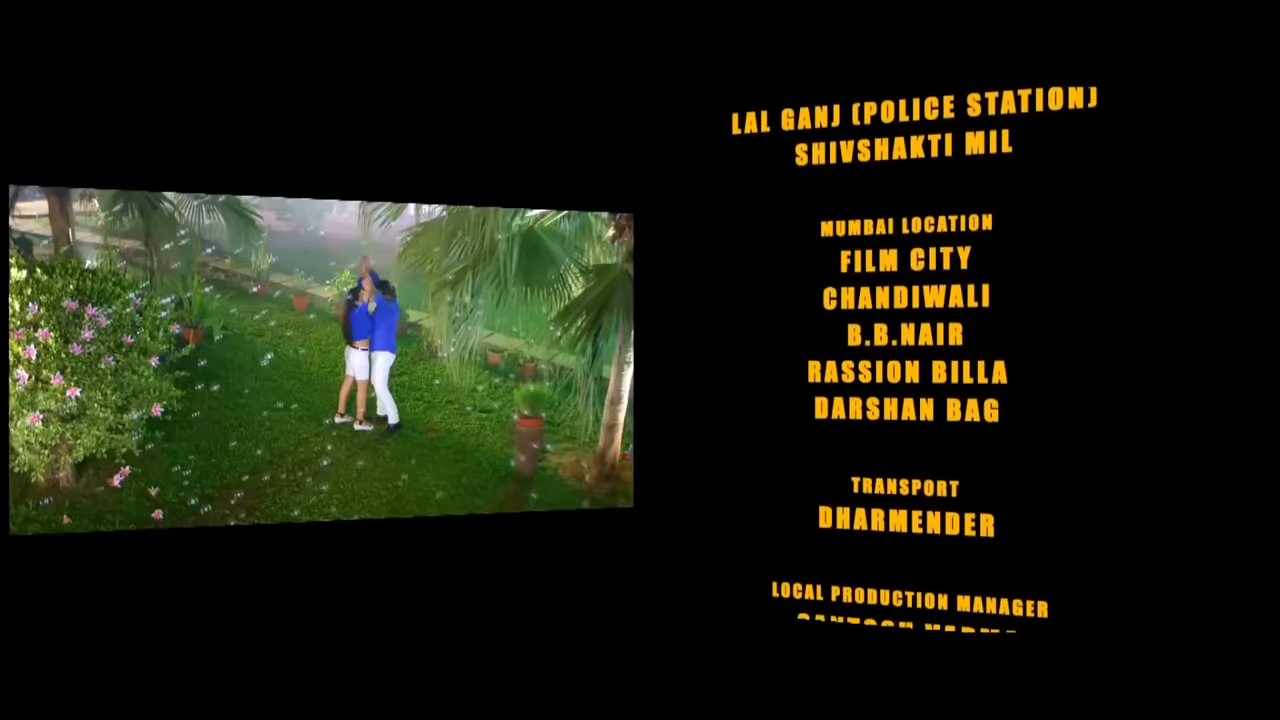 LAL GANJ (POLICE STATION)
SHIVSHAKTI MIL
MUMBAI LOCATION
FILM CITY
CHANDIWALI
B.B.NAIR
RASSION BILLA
DARSHAN BAG
TRANSPORT
DHARMENDER
LOCAL PRODUCTION MANAGER